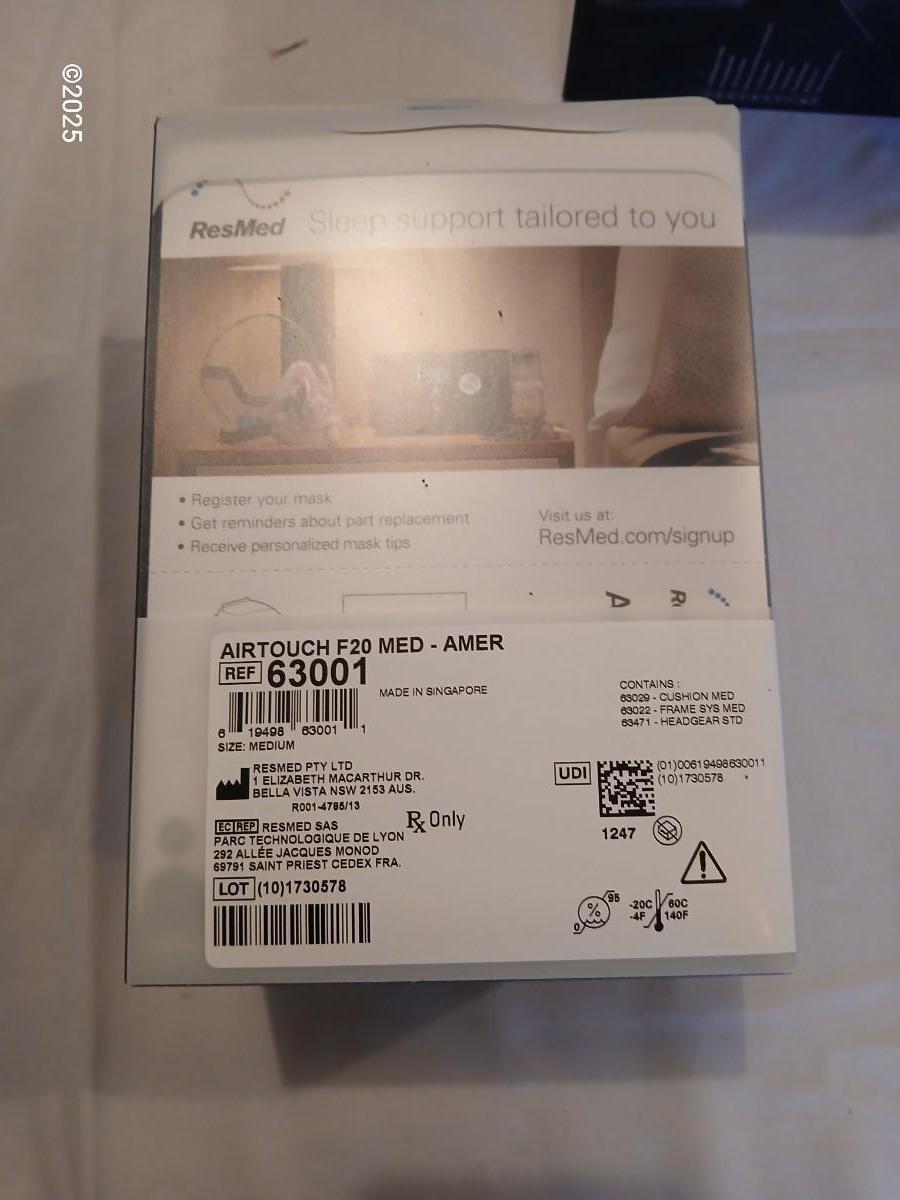 ©2025
ResMed Sleep support tailored to you
• Register your mask
• Get reminders about part replacement
• Receive personalized mask tips
Visit us at:
ResMed.com/signup
AIRTOUCH F20 MED - AMER
REF 63001
MADE IN SINGAPORE
6 19498 63001 1
SIZE: MEDIUM
CONTAINS :
63029 - CUSHION MED
63022 - FRAME SYS MED
63471 - HEADGEAR STD
RESMED PTY LTD
1 ELIZABETH MACARTHUR DR.
BELLA VISTA NSW 2153 AUS.
R001-4785/13
EC REP RESMED SAS
PARC TECHNOLOGIQUE DE LYON
292 ALLÉE JACQUES MONOD
69791 SAINT PRIEST CEDEX FRA.
Rx Only
LOT (10)1730578
UDI (01)00619498630011
(10)1730578
1247
0 % 95
-20C 60C
-4F 140F